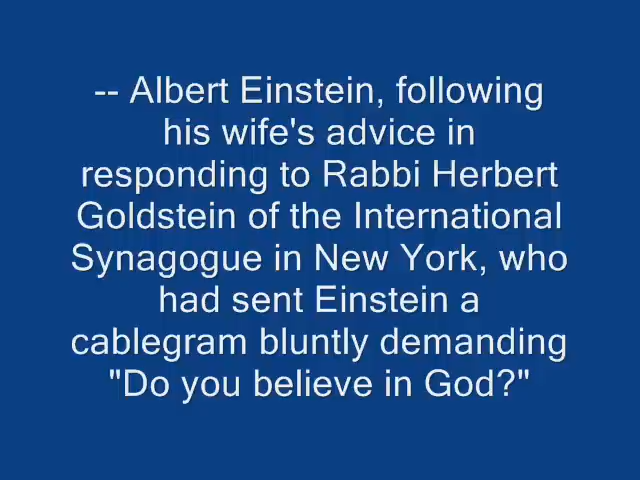 -- Albert Einstein, following
his wife's advice in
responding to Rabbi Herbert
Goldstein of the International
Synagogue in New York, who
had sent Einstein a
cablegram bluntly demanding
"Do you believe in God?"